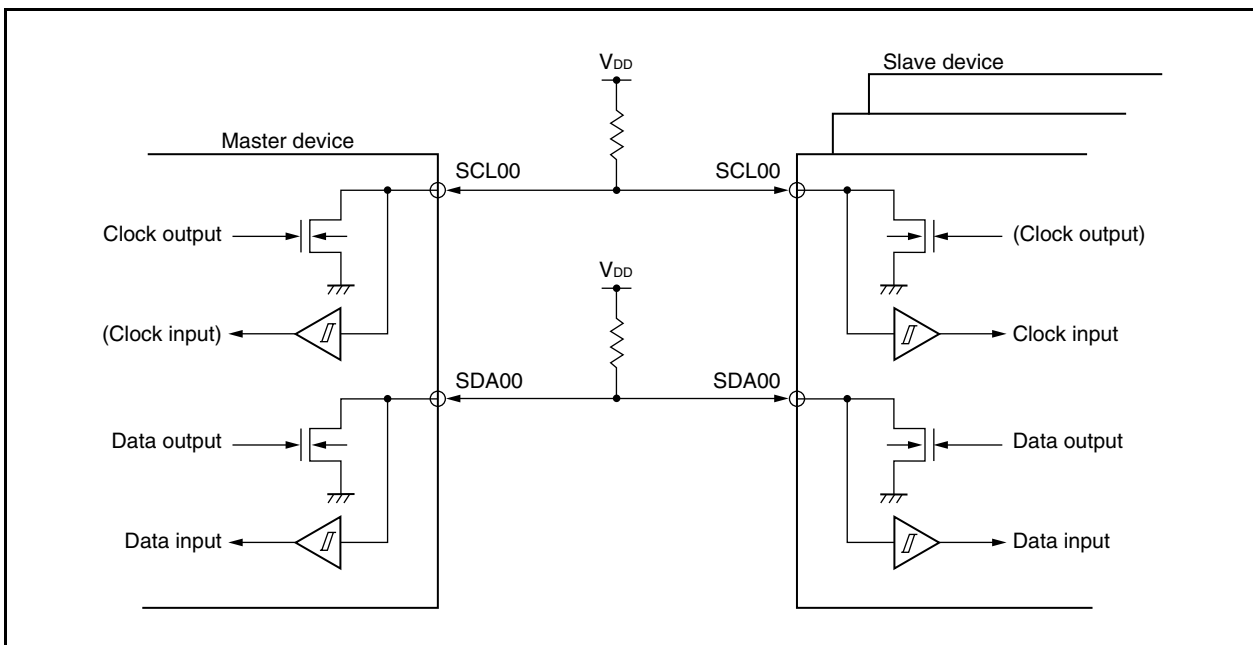 VDD
Slave device
Master device
SCL00
SCL00
Clock output
(Clock output)
VDD
(Clock input)
Clock input
SDA00
SDA00
Data output
Data output
Data input
Data input